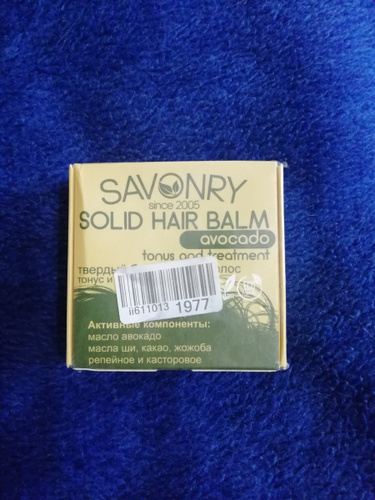 SAVONRY
since 2005
SOLID HAIR BALM
avocado
tonus and treatment
твердый
тонус и
ii611013 1977
Активные компоненты:
масло авокадо
масла ши, какао, жожоба
репейное и касторовое